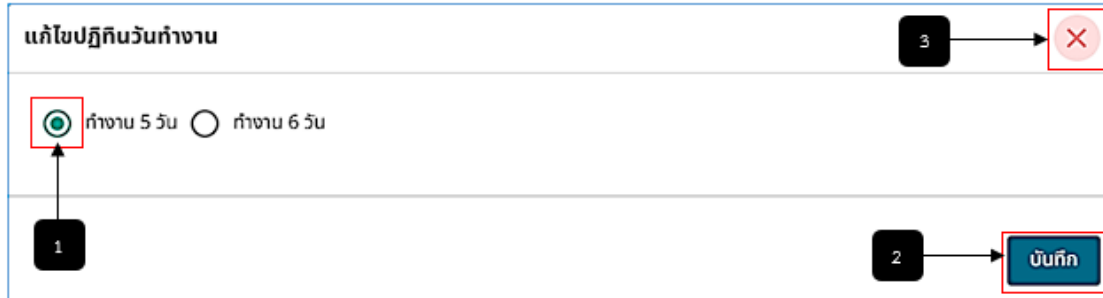 แก้ไขปฏิทินวันทำงาน
3
ทำงาน 5 วัน ทำงาน 6 วัน
1
2
บันทึก